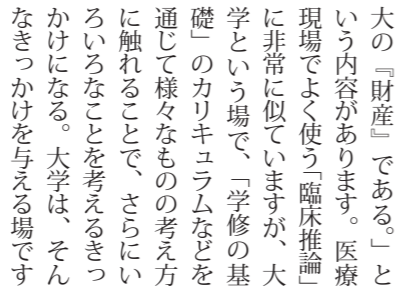 大の『財産』である。」と
いう内容があります。医療
現場でよく使う「臨床推論」
に非常に似ていますが、大
学という場で、「学修の基
礎」のカリキュラムなどを
通じて様々なものの考え方
に触れることで、さらにい
ろいろなことを考えるきっ
かけになる。大学は、そん
なきっかけを与える場です